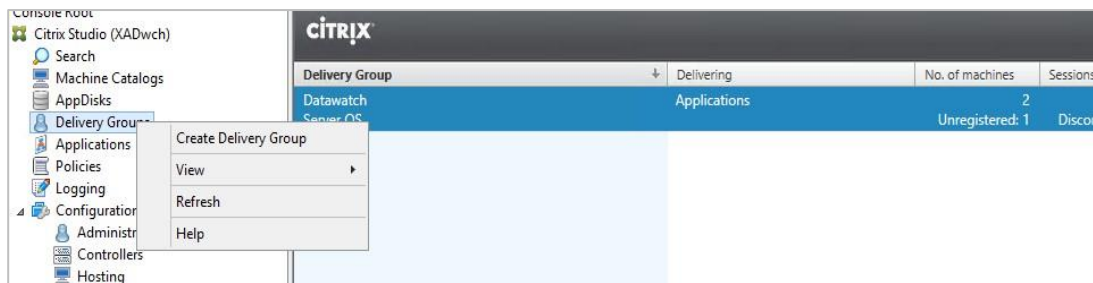 Console Root
Citrix Studio (XADwch)
Search
Machine Catalogs
AppDisks
Delivery Groups
Applications
Policies
Logging
Configuration
Administr
Controllers
Hosting
Create Delivery Group
View
Refresh
Help
CITRIX
Delivery Group Delivering No. of machines Sessions
Datawatch Applications 2
Server OS Unregistered: 1 Discor